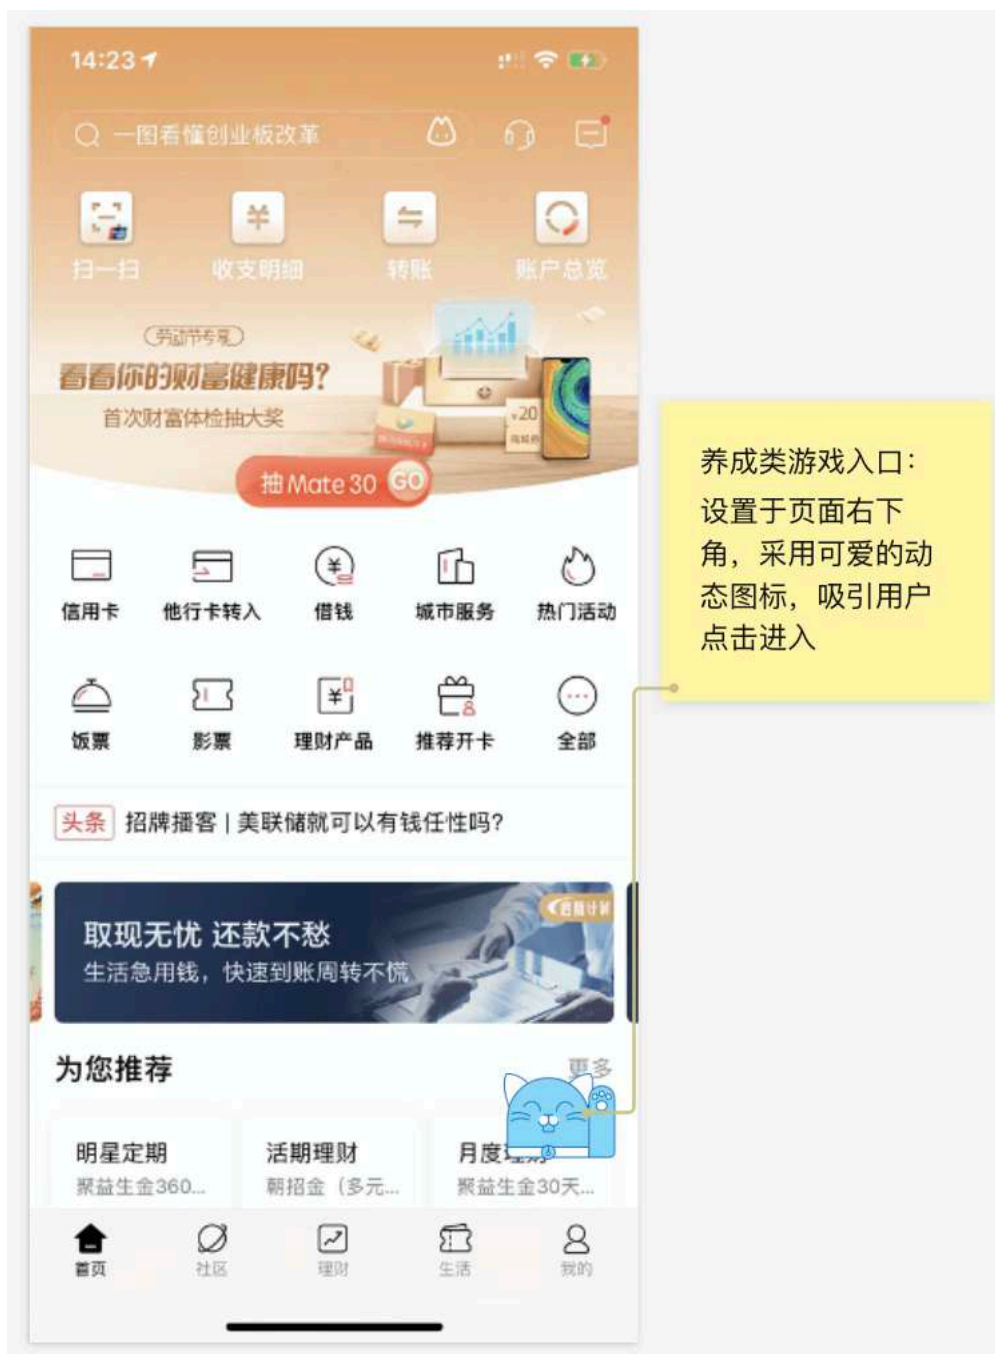 14:23
一图看懂创业板改革
扫一扫 收支明细 转账 账户总览
劳动节专享
看看你的财富健康吗?
首次财富体检抽大奖
¥20
抽Mate 30 GO
信用卡 他行卡转入 借钱 城市服务 热门活动
饭票 影票 理财产品 推荐开卡 全部
头条 招牌播客 | 美联储就可以有钱任性吗?
取现无忧 还款不愁
生活急用钱，快速到账周转不慌
为您推荐 更多
明星定期 活期理财 月度理财
聚益生金360... 朝招金（多元... 聚益生金30天...
首页 社区 理财 生活 我的
养成类游戏入口：
设置于页面右下
角，采用可爱的动
态图标，吸引用户
点击进入